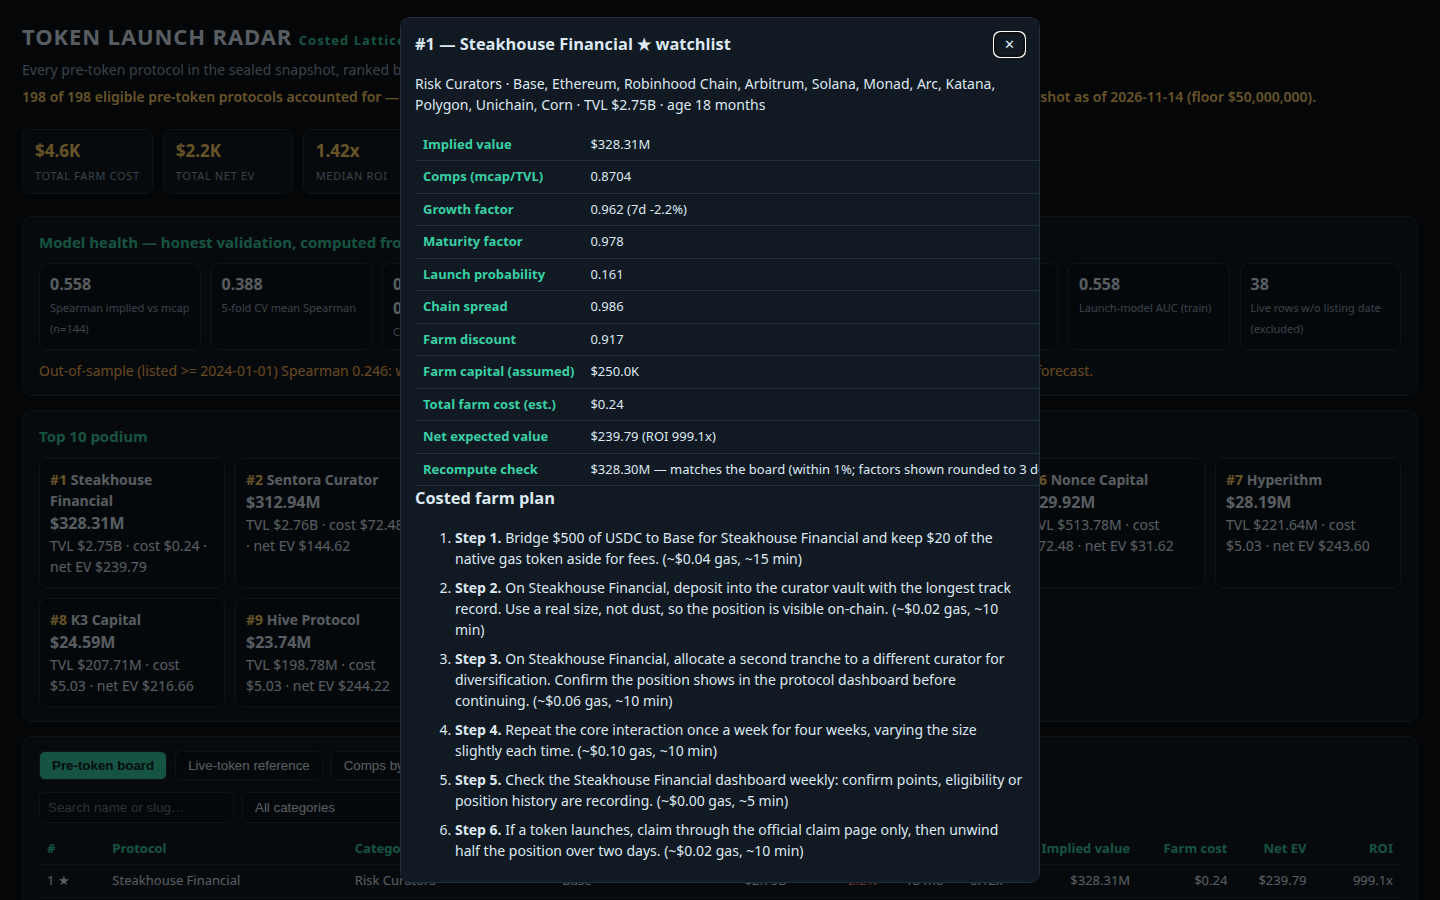 TOKEN LAUNCH RADAR Costed Lattice
Every pre-token protocol in the sealed snapshot, ranked b
198 of 198 eligible pre-token protocols accounted for —
shot as of 2026-11-14 (floor $50,000,000).
$4.6K
TOTAL FARM COST
$2.2K
TOTAL NET EV
1.42x
MEDIAN ROI
Model health — honest validation, computed fro
0.558
Spearman implied vs mcap
(n=144)
0.388
5-fold CV mean Spearman
0.558
Launch-model AUC (train)
38
Live rows w/o listing date
(excluded)
Out-of-sample (listed >= 2024-01-01) Spearman 0.246:
forecast.
Top 10 podium
#1 Steakhouse
Financial
$328.31M
TVL $2.75B · cost $0.24 ·
net EV $239.79
#2 Sentora Curator
$312.94M
TVL $2.76B · cost $72.48
· net EV $144.62
6 Nonce Capital
29.92M
VL $513.78M · cost
72.48 · net EV $31.62
#7 Hyperithm
$28.19M
TVL $221.64M · cost
$5.03 · net EV $243.60
#8 K3 Capital
$24.59M
TVL $207.71M · cost
$5.03 · net EV $216.66
#9 Hive Protocol
$23.74M
TVL $198.78M · cost
$5.03 · net EV $244.22
Pre-token board
Live-token reference
Comps by
Search name or slug…
All categories
# Protocol Catego Implied value Farm cost Net EV ROI
1 ★ Steakhouse Financial Risk Curators Base $2.75B -2.2% 18 mo 0.12x $328.31M $0.24 $239.79 999.1x
#1 — Steakhouse Financial ★ watchlist
✕
Risk Curators · Base, Ethereum, Robinhood Chain, Arbitrum, Solana, Monad, Arc, Katana,
Polygon, Unichain, Corn · TVL $2.75B · age 18 months
Implied value $328.31M
Comps (mcap/TVL) 0.8704
Growth factor 0.962 (7d -2.2%)
Maturity factor 0.978
Launch probability 0.161
Chain spread 0.986
Farm discount 0.917
Farm capital (assumed) $250.0K
Total farm cost (est.) $0.24
Net expected value $239.79 (ROI 999.1x)
Recompute check $328.30M — matches the board (within 1%; factors shown rounded to 3 d
Costed farm plan
1. Step 1. Bridge $500 of USDC to Base for Steakhouse Financial and keep $20 of the
native gas token aside for fees. (~$0.04 gas, ~15 min)
2. Step 2. On Steakhouse Financial, deposit into the curator vault with the longest track
record. Use a real size, not dust, so the position is visible on-chain. (~$0.02 gas, ~10
min)
3. Step 3. On Steakhouse Financial, allocate a second tranche to a different curator for
diversification. Confirm the position shows in the protocol dashboard before
continuing. (~$0.06 gas, ~10 min)
4. Step 4. Repeat the core interaction once a week for four weeks, varying the size
slightly each time. (~$0.10 gas, ~10 min)
5. Step 5. Check the Steakhouse Financial dashboard weekly: confirm points, eligibility or
position history are recording. (~$0.00 gas, ~5 min)
6. Step 6. If a token launches, claim through the official claim page only, then unwind
half the position over two days. (~$0.02 gas, ~10 min)